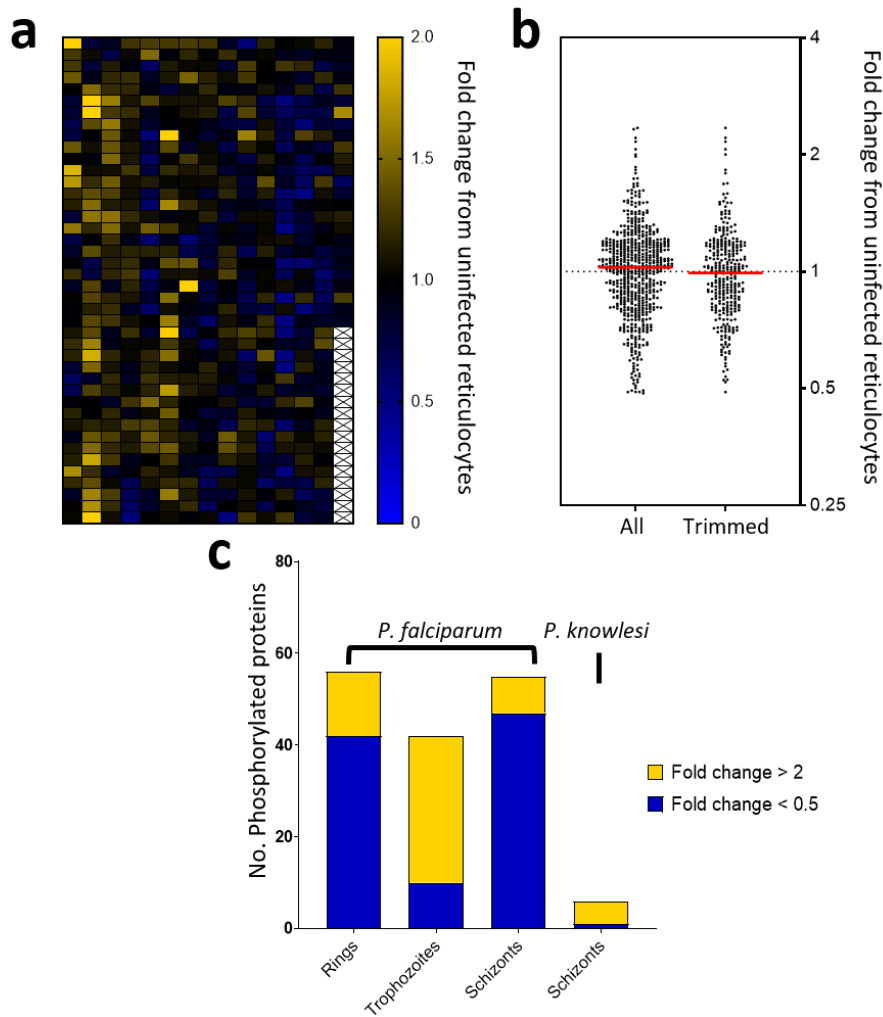 a
2.0
1.5
1.0
0.5
0
Fold change from uninfected reticulocytes
b
4
2
1
0.5
0.25
Fold change from uninfected reticulocytes
All
Trimmed
c
80
60
40
20
0
No. Phosphorylated proteins
P. falciparum
P. knowlesi
Fold change > 2
Fold change < 0.5
Rings
Trophozoites
Schizonts
Schizonts